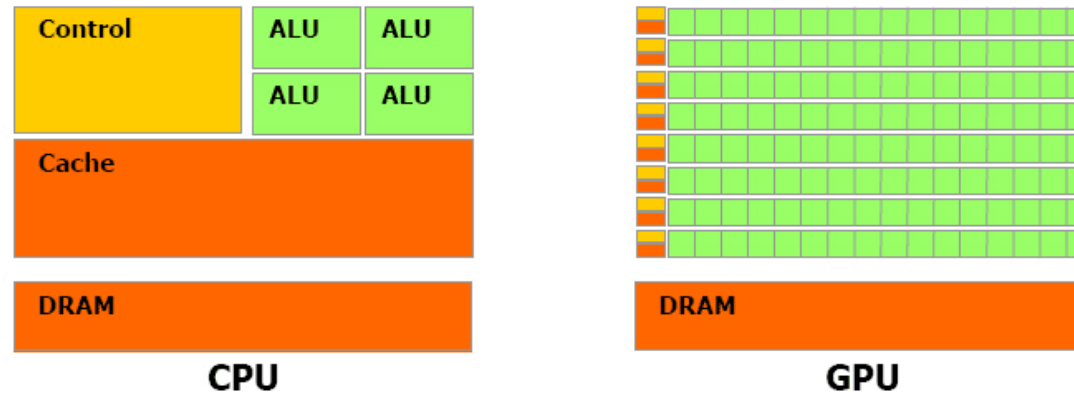 Control
ALU
ALU
ALU
ALU
Cache
DRAM
CPU
DRAM
GPU